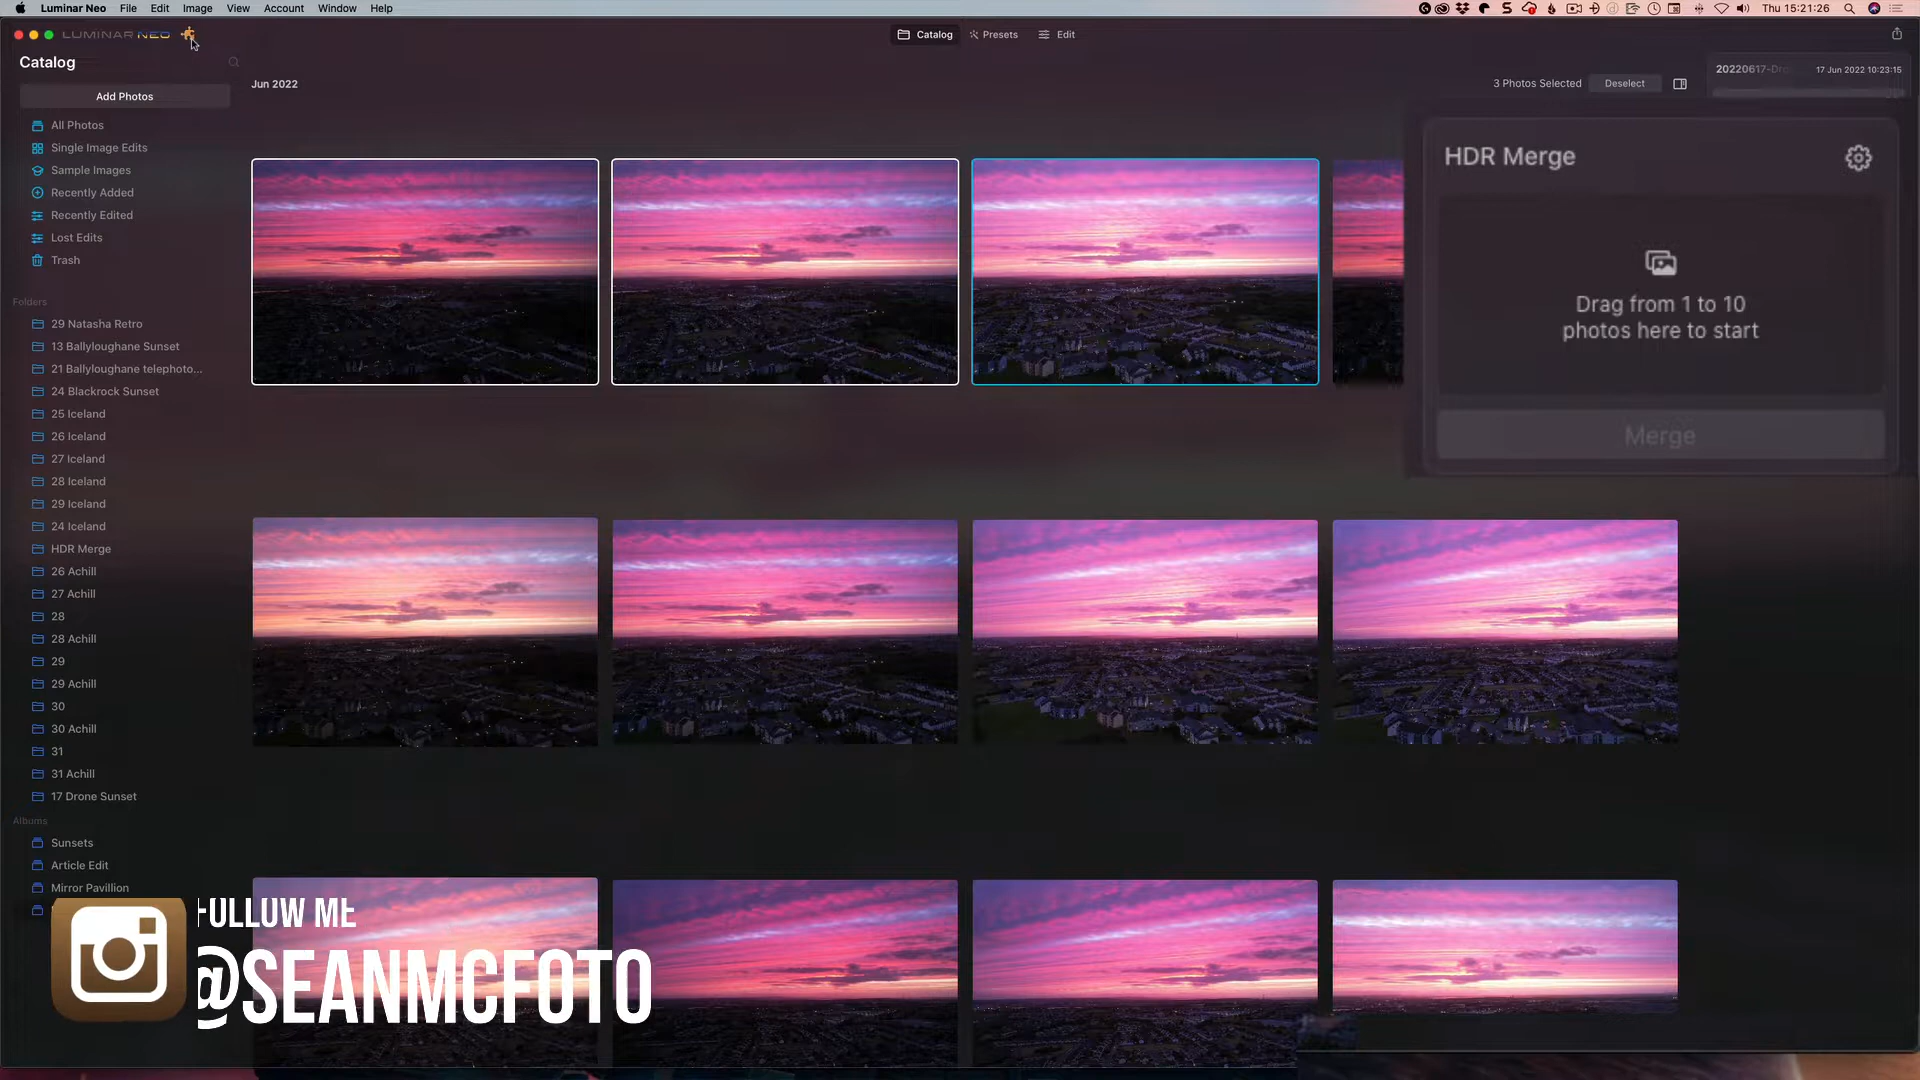 Luminar Neo File Edit Image View Account Window Help
Thu 15:21:26
LUMINAR NEO
Catalog Presets Edit
Catalog
Add Photos
Jun 2022
3 Photos Selected Deselect
17 Jun 2022 10:23:15
All Photos
Single Image Edits
Sample Images
Recently Added
Recently Edited
Lost Edits
Trash
HDR Merge
Drag from 1 to 10
photos here to start
Merge
Folders
29 Natasha Retro
13 Ballyloughane Sunset
21 Ballyloughane telephoto...
24 Blackrock Sunset
25 Iceland
26 Iceland
27 Iceland
28 Iceland
29 Iceland
24 Iceland
HDR Merge
26 Achill
27 Achill
28
28 Achill
29
29 Achill
30
30 Achill
31
31 Achill
17 Drone Sunset
Albums
Sunsets
Article Edit
Mirror Pavillion
FOLLOW ME
@SEANMCFOTO